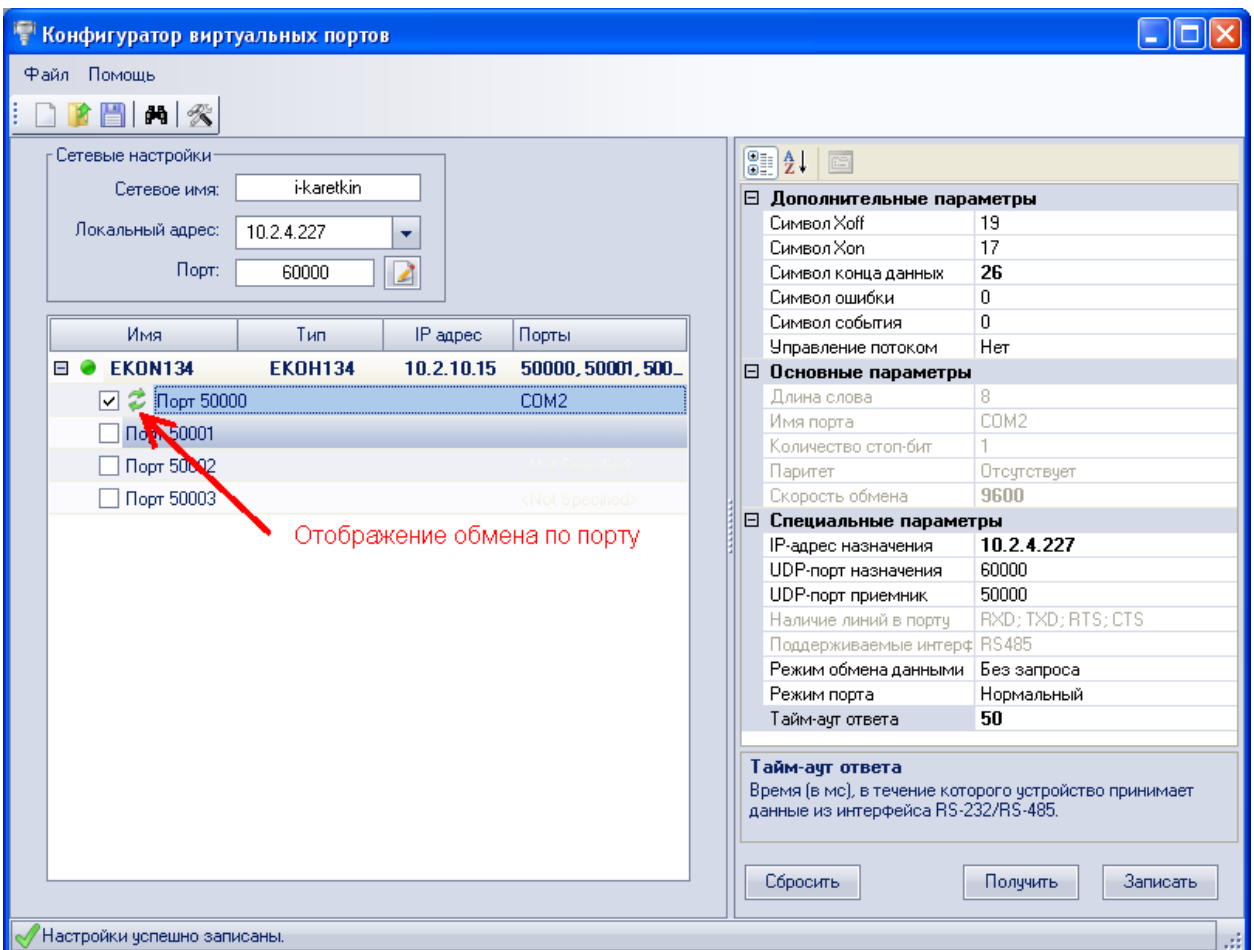 Конфигуратор виртуальных портов
Файл Помощь
Сетевые настройки
Сетевое имя: i-karetkin
Локальный адрес: 10.2.4.227
Порт: 60000
Имя Тип IP адрес Порты
EKON134 EKOH134 10.2.10.15 50000, 50001, 500...
Порт 50000 COM2
Порт 50001
Порт 50002 <Not Specified>
Порт 50003 <Not Specified>
Отображение обмена по порту
Дополнительные параметры
Символ Xoff 19
Символ Xon 17
Символ конца данных 26
Символ ошибки 0
Символ события 0
Управление потоком Нет
Основные параметры
Длина слова 8
Имя порта COM2
Количество стоп-бит 1
Паритет Отсутствует
Скорость обмена 9600
Специальные параметры
IP-адрес назначения 10.2.4.227
UDP-порт назначения 60000
UDP-порт приемник 50000
Наличие линий в порту RXD; TXD; RTS; CTS
Поддерживаемые интерф RS485
Режим обмена данными Без запроса
Режим порта Нормальный
Тайм-аут ответа 50
Тайм-аут ответа
Время (в мс), в течение которого устройство принимает
данные из интерфейса RS-232/RS-485.
Сбросить Получить Записать
Настройки успешно записаны.